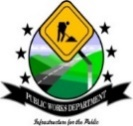 PUBLIC WORKS DEPARTMENT
Infrastructure for the Public